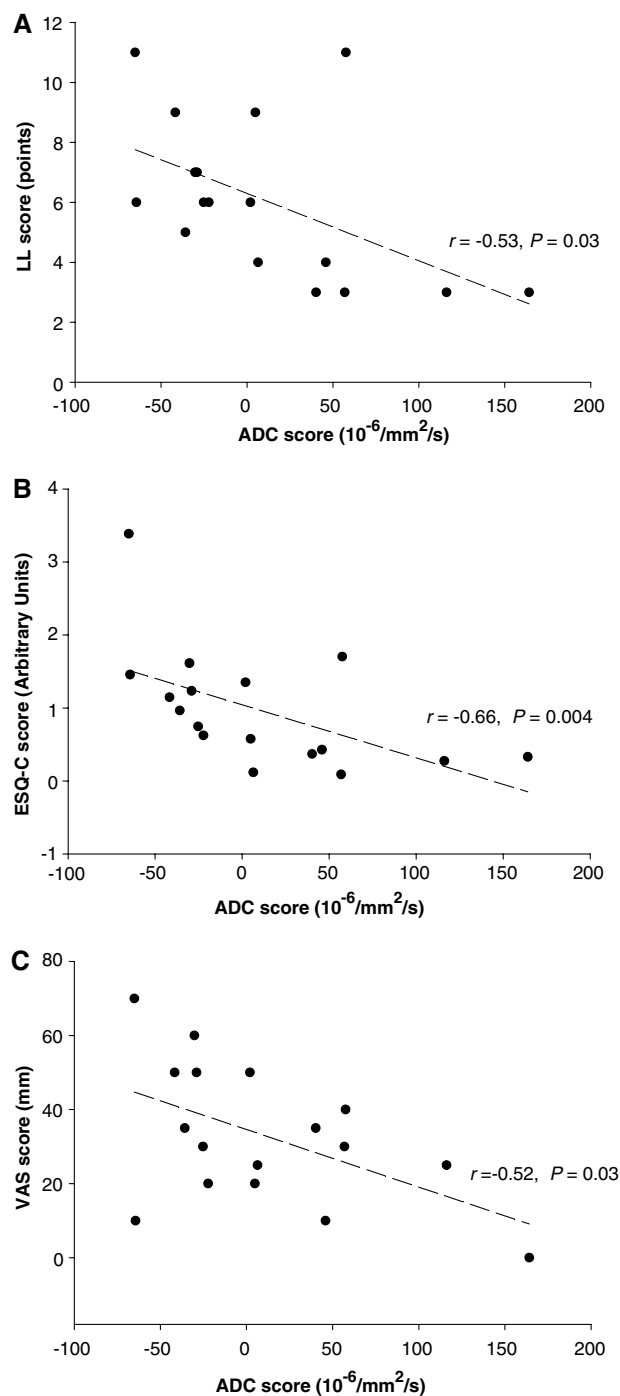 A
12
10
8
6
4
2
0
LL score (points)
r = -0.53, P = 0.03
-100 -50 0 50 100 150 200
ADC score (10⁻⁶/mm²/s)
B
4
3
2
1
0
-1
ESQ-C score (Arbitrary Units)
r = -0.66, P = 0.004
-100 -50 0 50 100 150 200
ADC score (10⁻⁶/mm²/s)
C
80
60
40
20
0
VAS score (mm)
r =-0.52, P = 0.03
-100 -50 0 50 100 150 200
ADC score (10⁻⁶/mm²/s)